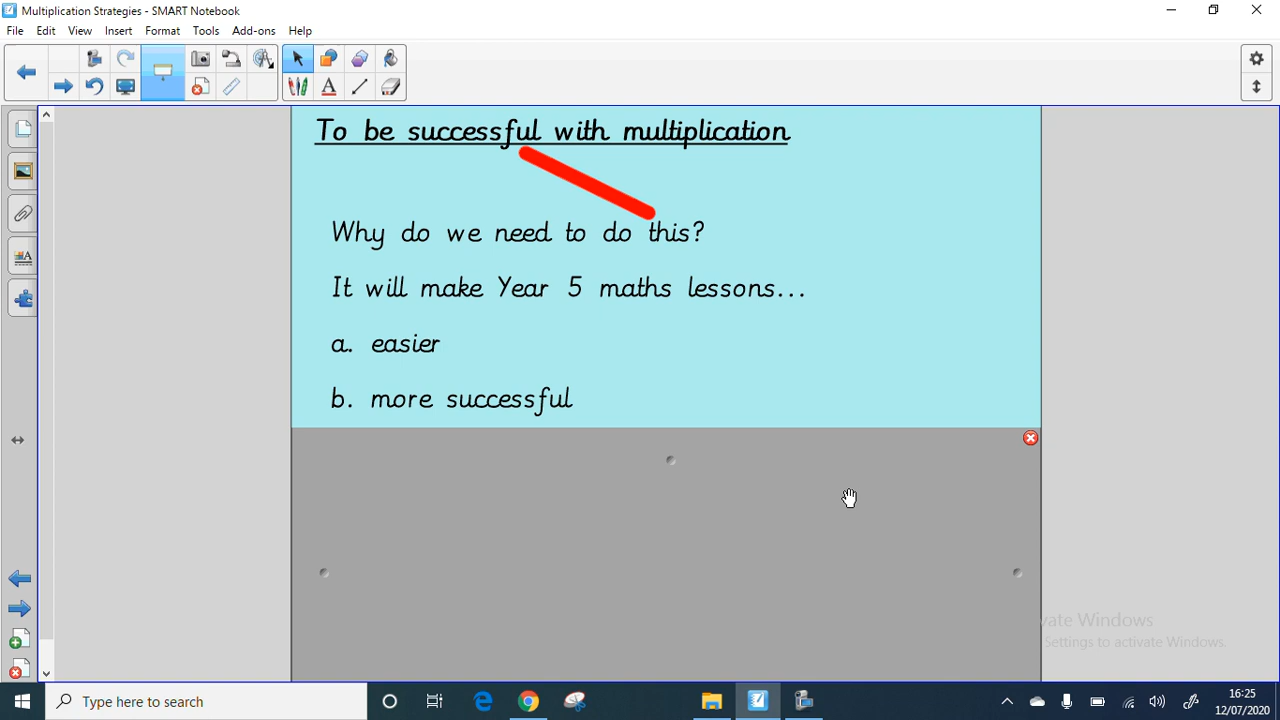 Multiplication Strategies - SMART Notebook
File Edit View Insert Format Tools Add-ons Help
To be successful with multiplication
Why do we need to do this?
It will make Year 5 maths lessons...
a. easier
b. more successful
vate Windows
Settings to activate Windows.
Type here to search
16:25
12/07/2020